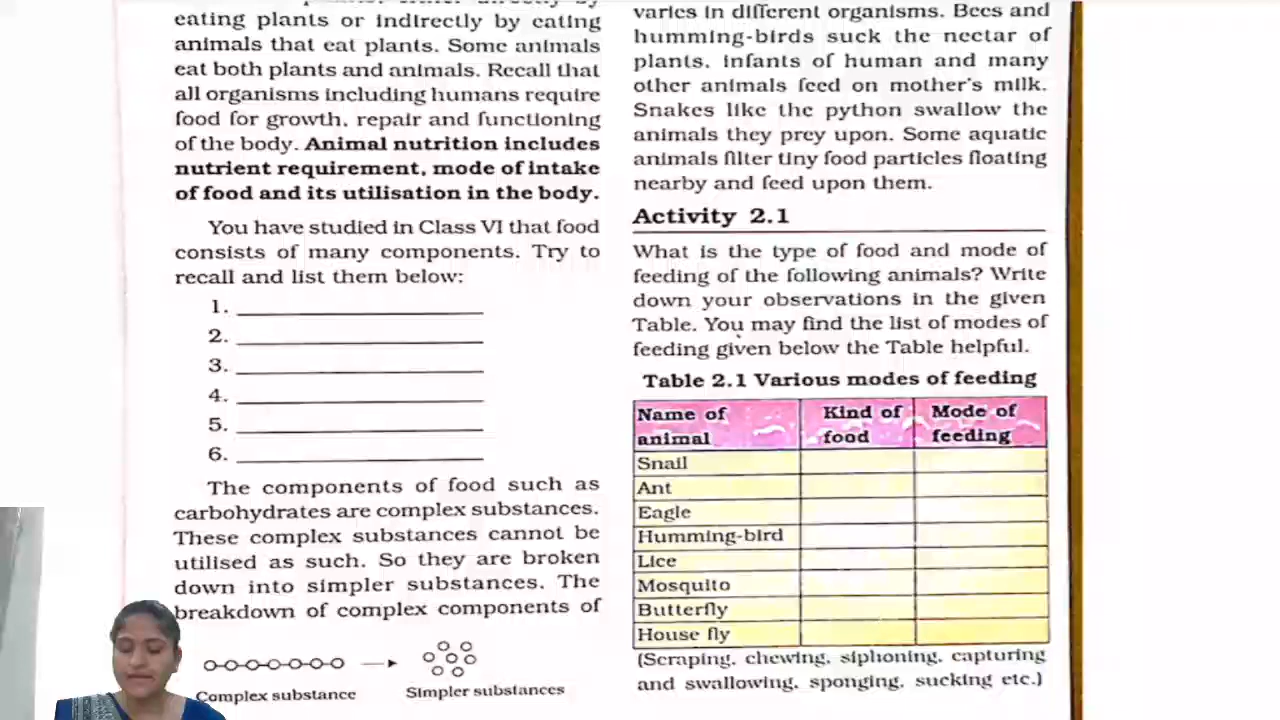 eating plants or indirectly by eating
animals that eat plants. Some animals
eat both plants and animals. Recall that
all organisms including humans require
food for growth, repair and functioning
of the body. Animal nutrition includes
nutrient requirement, mode of intake
of food and its utilisation in the body.
You have studied in Class VI that food
consists of many components. Try to
recall and list them below:
1.
2.
3.
4.
5.
6.
The components of food such as
carbohydrates are complex substances.
These complex substances cannot be
utilised as such. So they are broken
down into simpler substances. The
breakdown of complex components of
Complex substance
Simpler substances
varies in different organisms. Bees and
humming-birds suck the nectar of
plants, infants of human and many
other animals feed on mother's milk.
Snakes like the python swallow the
animals they prey upon. Some aquatic
animals filter tiny food particles floating
nearby and feed upon them.
Activity 2.1
What is the type of food and mode of
feeding of the following animals? Write
down your observations in the given
Table. You may find the list of modes of
feeding given below the Table helpful.
Table 2.1 Various modes of feeding
Name of animal
Kind of food
Mode of feeding
Snail
Ant
Eagle
Humming-bird
Lice
Mosquito
Butterfly
House fly
(Scraping, chewing, siphoning, capturing
and swallowing, sponging, sucking etc.)